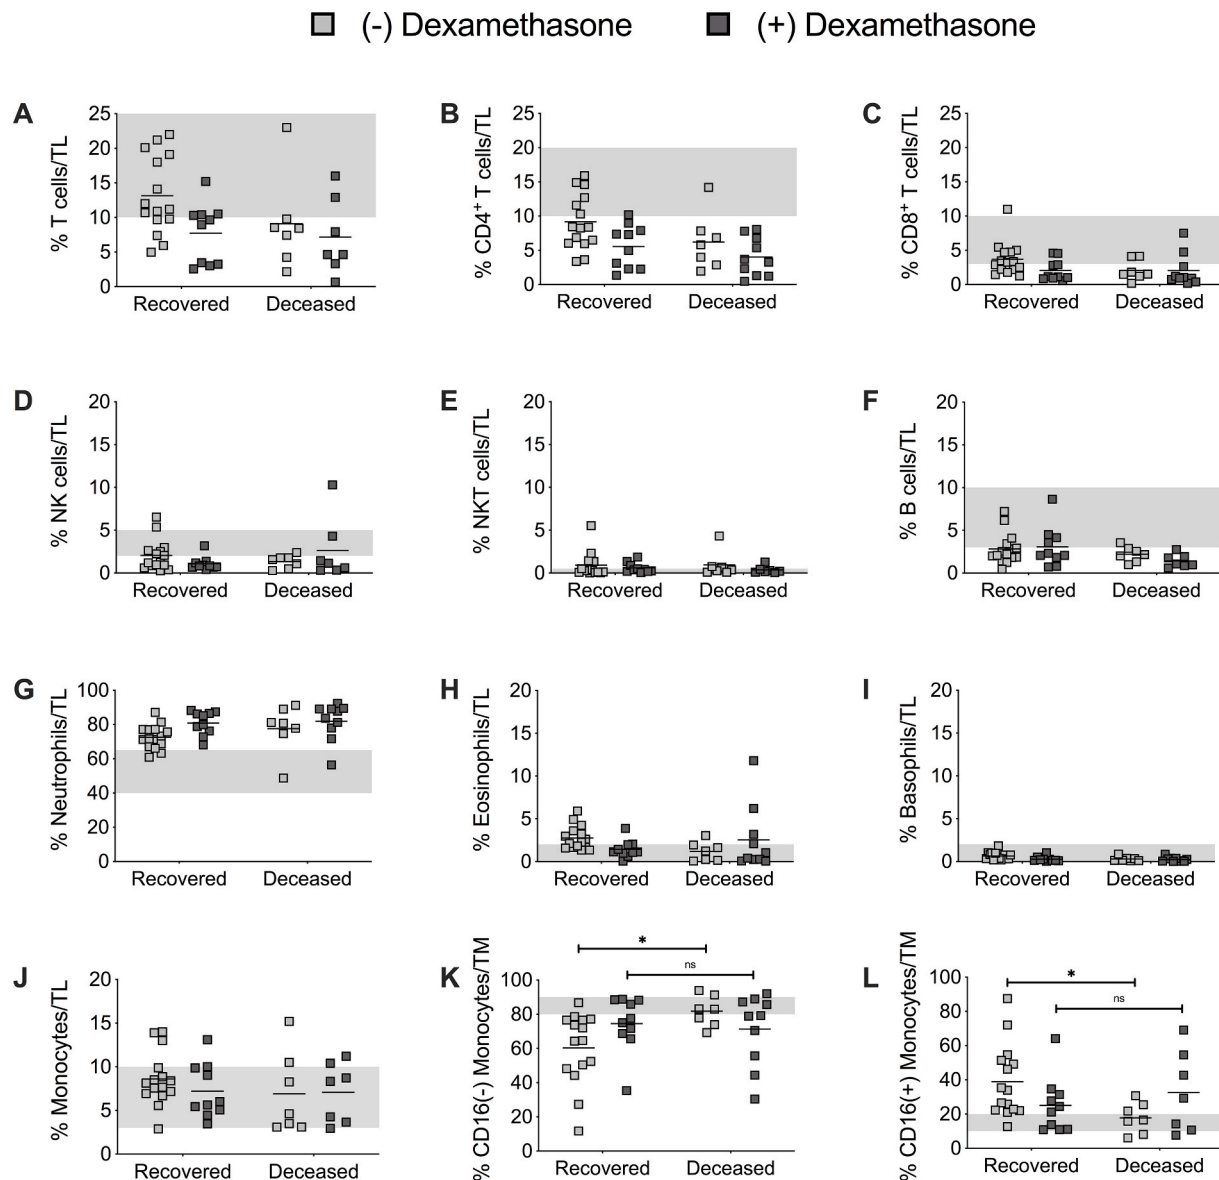 (-) Dexamethasone (+) Dexamethasone
A
% T cells/TL
25
20
15
10
5
0
Recovered Deceased
B
% CD4+ T cells/TL
25
20
15
10
5
0
Recovered Deceased
C
% CD8+ T cells/TL
25
20
15
10
5
0
Recovered Deceased
D
% NK cells/TL
20
15
10
5
0
Recovered Deceased
E
% NKT cells/TL
20
15
10
5
0
Recovered Deceased
F
% B cells/TL
20
15
10
5
0
Recovered Deceased
G
% Neutrophils/TL
100
80
60
40
20
0
Recovered Deceased
H
% Eosinophils/TL
20
15
10
5
0
Recovered Deceased
I
% Basophils/TL
20
15
10
5
0
Recovered Deceased
J
% Monocytes/TL
20
15
10
5
0
Recovered Deceased
K
% CD16(-) Monocytes/TM
*
ns
100
80
60
40
20
0
Recovered Deceased
L
% CD16(+) Monocytes/TM
*
ns
100
80
60
40
20
0
Recovered Deceased